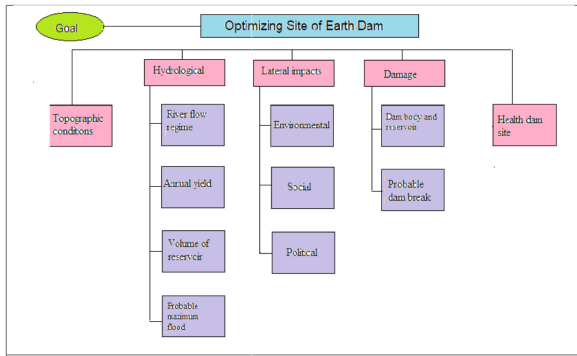 Goal
Optimizing Site of Earth Dam
Hydrological
Lateral impacts
Damage
Topographic
conditions
Health dam
site
River flow
regime
Annual yield
Volume of
reservoir
Probable
maximum
flood
Environmental
Social
Political
Dam body and
reservoir
Probable
dam break